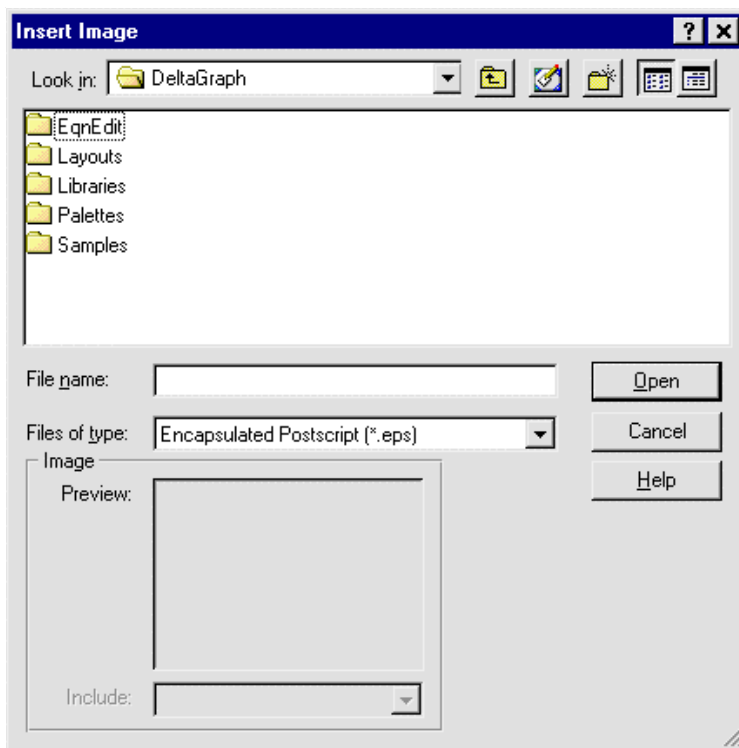 Insert Image
Look in: DeltaGraph
EqnEdit
Layouts
Libraries
Palettes
Samples
File name:
Open
Files of type: Encapsulated Postscript (*.eps)
Cancel
Image
Help
Preview:
Include: